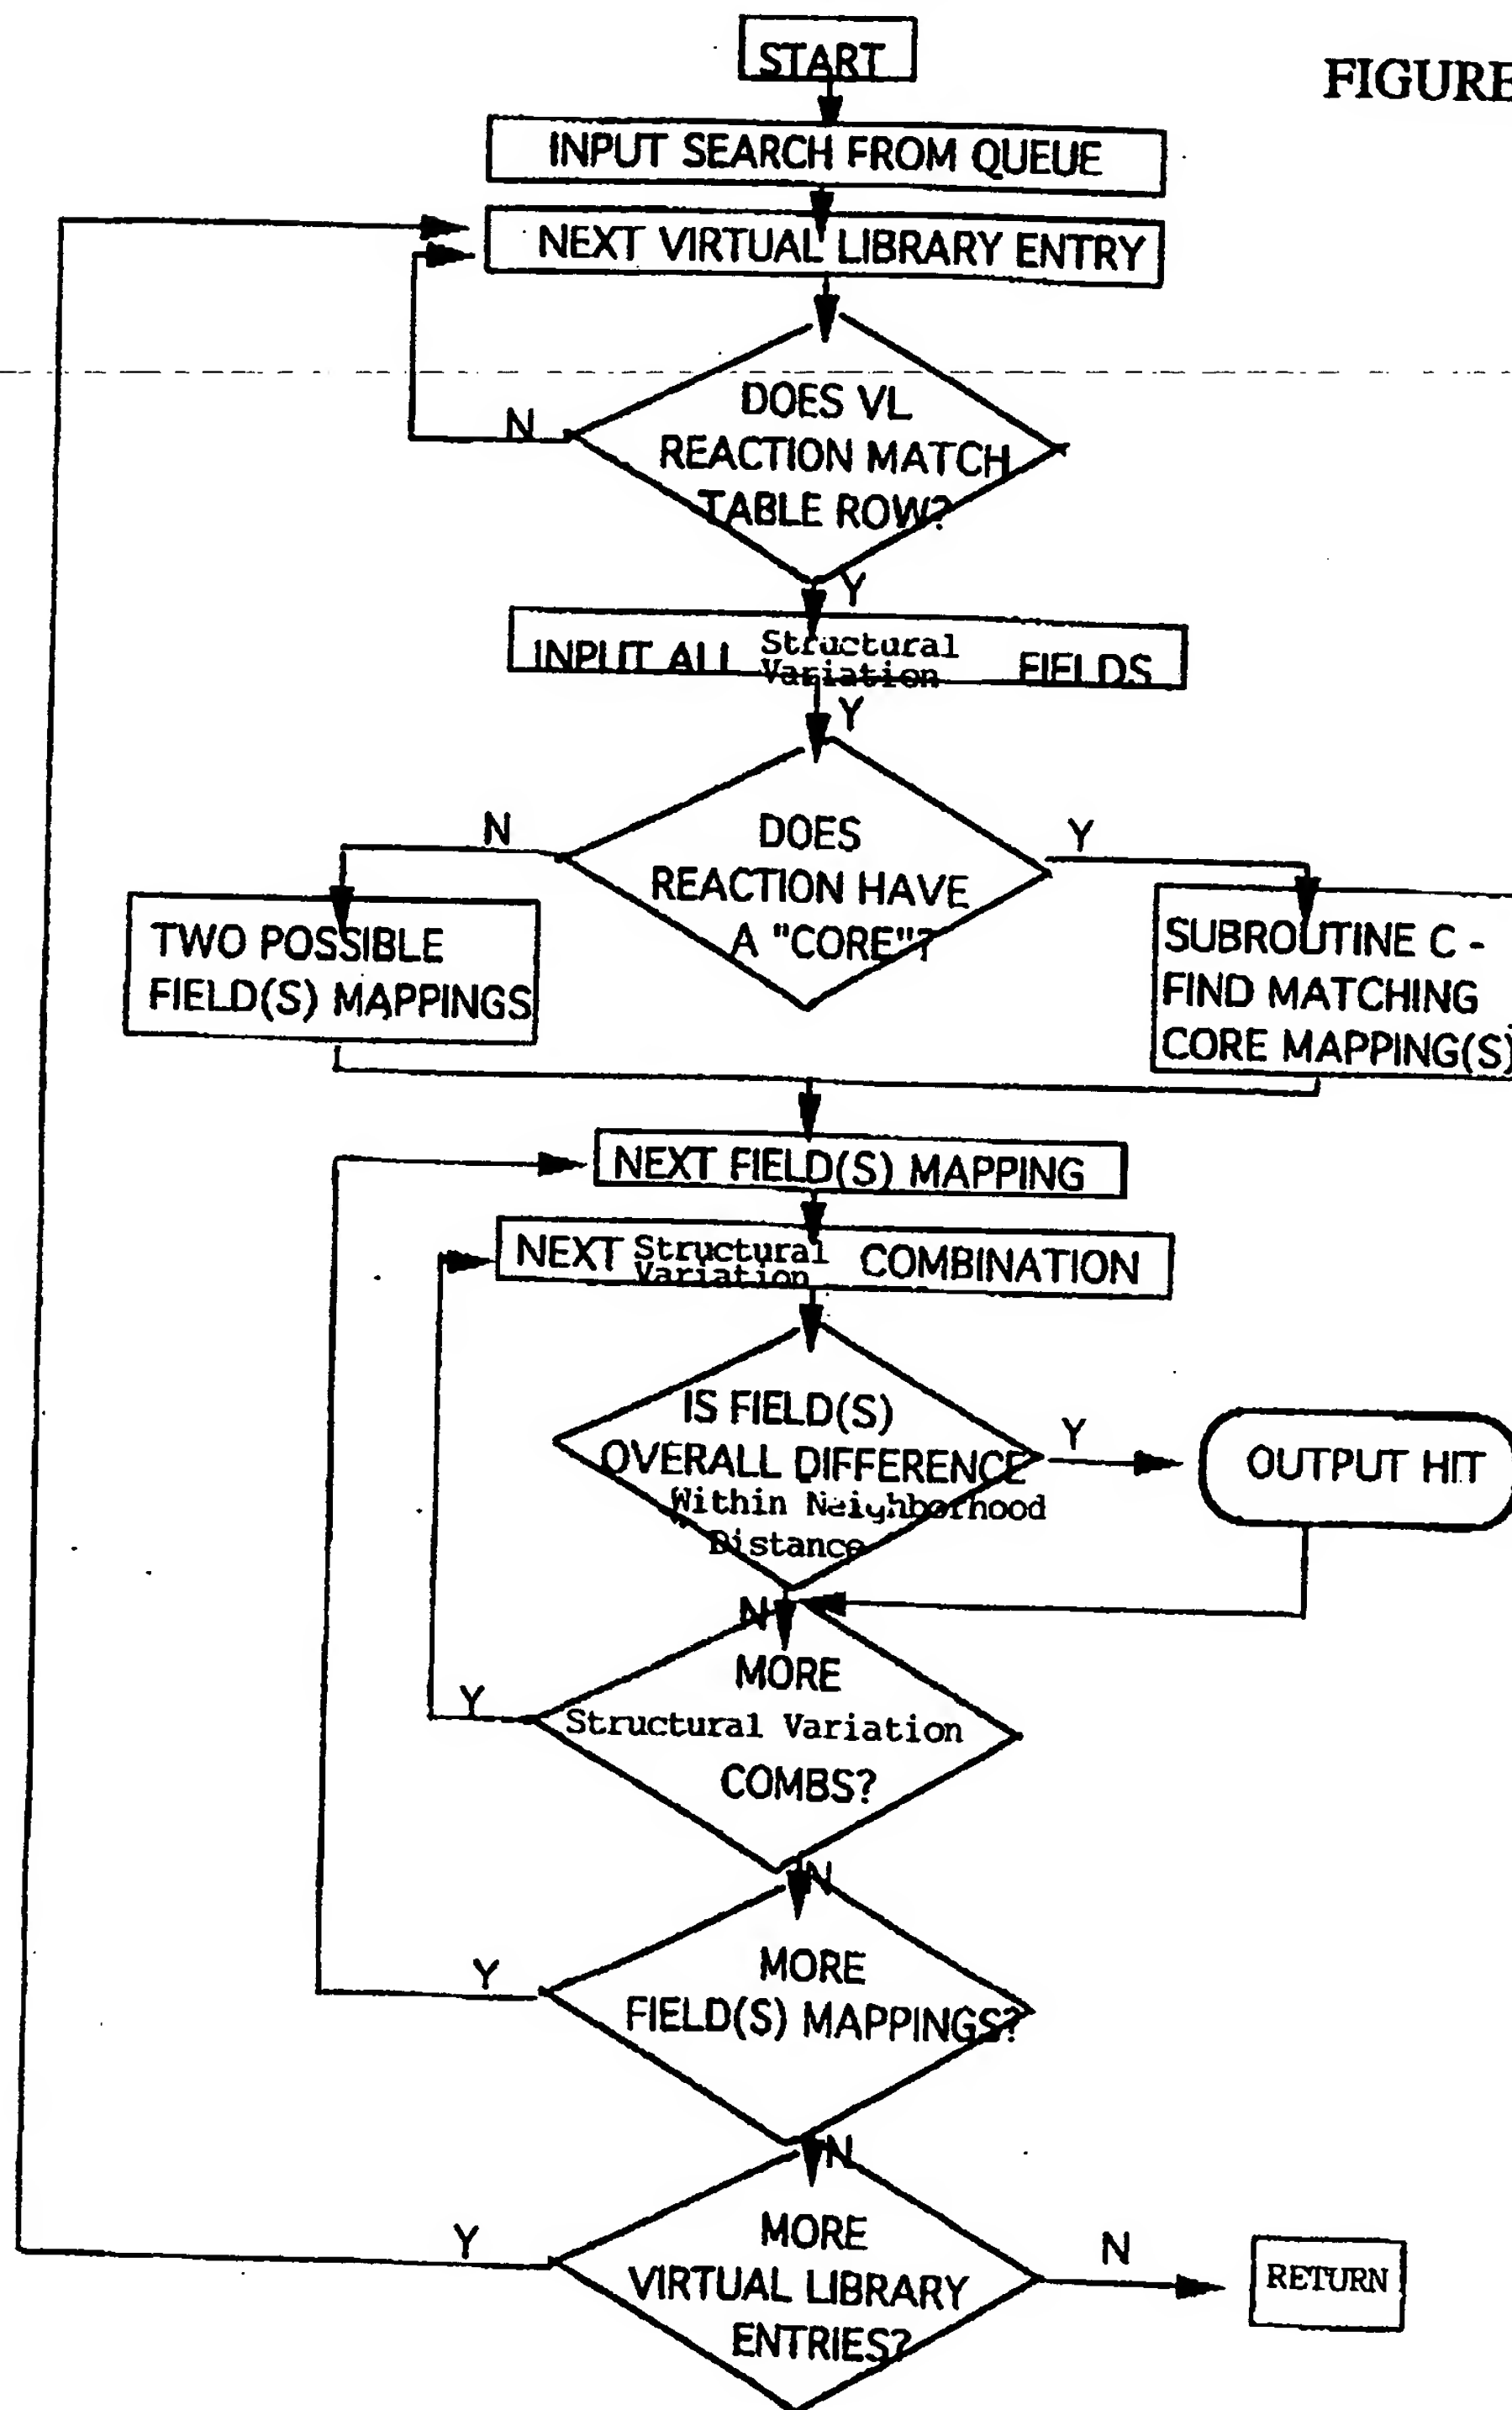 START
FIGURE
INPUT SEARCH FROM QUEUE
NEXT VIRTUAL LIBRARY ENTRY
DOES VL
REACTION MATCH
TABLE ROW?
N
Y
INPUT ALL Structural Variation FIELDS
Y
DOES
REACTION HAVE
A "CORE"?
N
Y
TWO POSSIBLE
FIELD(S) MAPPINGS
SUBROUTINE C -
FIND MATCHING
CORE MAPPING(S)
NEXT FIELD(S) MAPPING
NEXT Structural Variation COMBINATION
IS FIELD(S)
OVERALL DIFFERENCE
Within Neighborhood
Distance
Y
OUTPUT HIT
N
MORE
Structural Variation
COMBS?
Y
N
MORE
FIELD(S) MAPPINGS?
Y
N
MORE
VIRTUAL LIBRARY
ENTRIES?
Y
N
RETURN